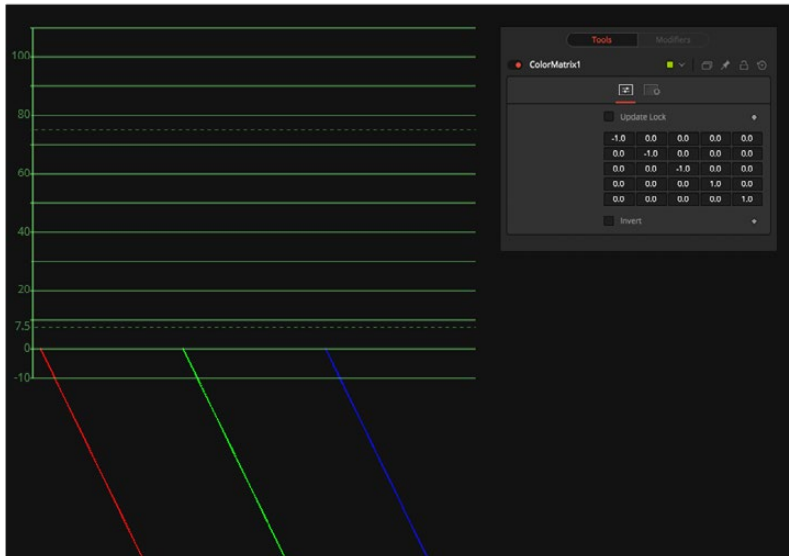 100
80
60
40
20
7.5
0
-10
Tools Modifiers
ColorMatrix1
Update Lock
-1.0 0.0 0.0 0.0 0.0
0.0 -1.0 0.0 0.0 0.0
0.0 0.0 -1.0 0.0 0.0
0.0 0.0 0.0 1.0 0.0
0.0 0.0 0.0 0.0 1.0
Invert